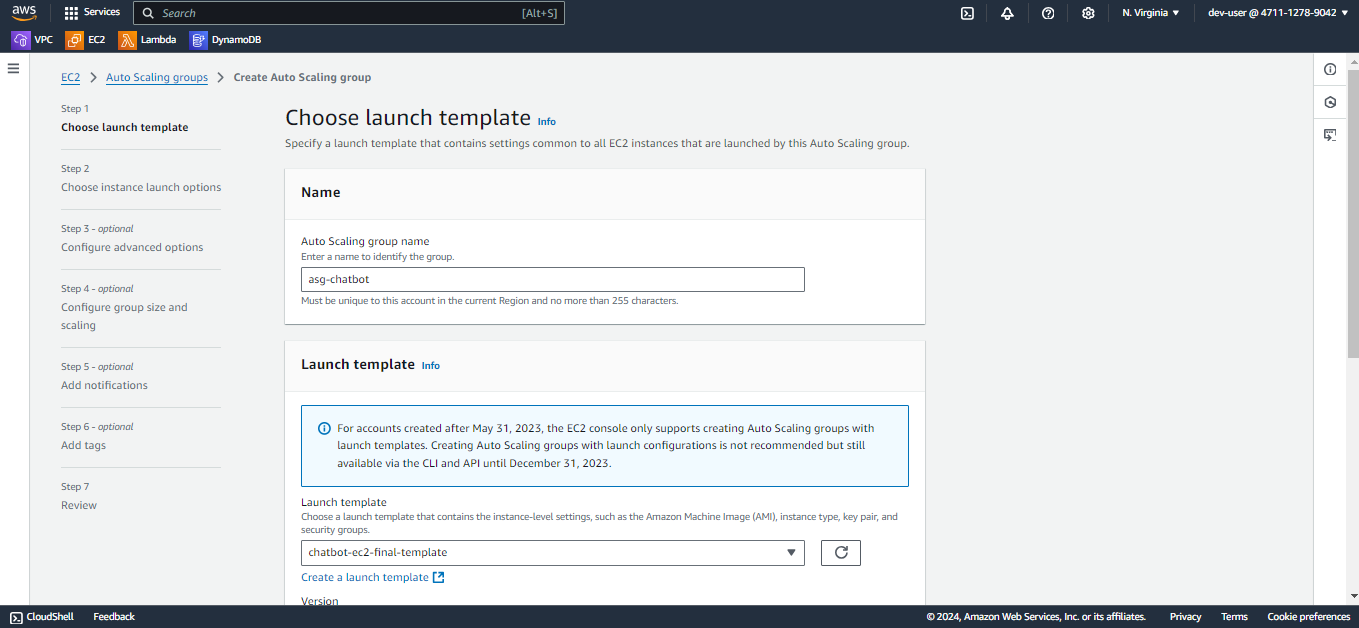 aws
Services
Search
[Alt+S]
N. Virginia
dev-user @ 4711-1278-9042
VPC
EC2
Lambda
DynamoDB
EC2
Auto Scaling groups
Create Auto Scaling group
Step 1
Choose launch template
Step 2
Choose instance launch options
Step 3 - optional
Configure advanced options
Step 4 - optional
Configure group size and
scaling
Step 5 - optional
Add notifications
Step 6 - optional
Add tags
Step 7
Review
Choose launch template Info
Specify a launch template that contains settings common to all EC2 instances that are launched by this Auto Scaling group.
Name
Auto Scaling group name
Enter a name to identify the group.
asg-chatbot
Must be unique to this account in the current Region and no more than 255 characters.
Launch template Info
For accounts created after May 31, 2023, the EC2 console only supports creating Auto Scaling groups with
launch templates. Creating Auto Scaling groups with launch configurations is not recommended but still
available via the CLI and API until December 31, 2023.
Launch template
Choose a launch template that contains the instance-level settings, such as the Amazon Machine Image (AMI), instance type, key pair, and
security groups.
chatbot-ec2-final-template
Create a launch template
Version
CloudShell
Feedback
© 2024, Amazon Web Services, Inc. or its affiliates.
Privacy
Terms
Cookie preferences